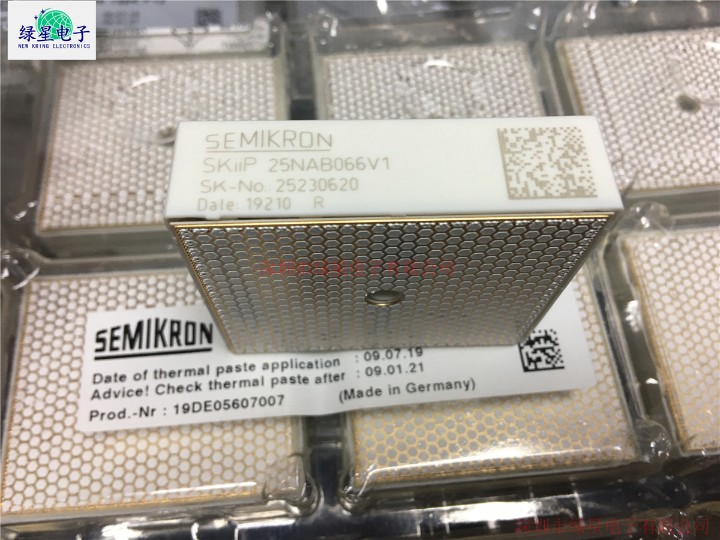 绿星电子
NEW KRING ELECTRONICS
SEMIKRON
SKiiP 25NAB066V1
SK-No. 25230620
Date: 19210 R
SEMIKRON
Date of thermal paste application : 09.07.19
Advice! Check thermal paste after : 09.01.21
Prod.-Nr : 19DE05607007 (Made in Germany)